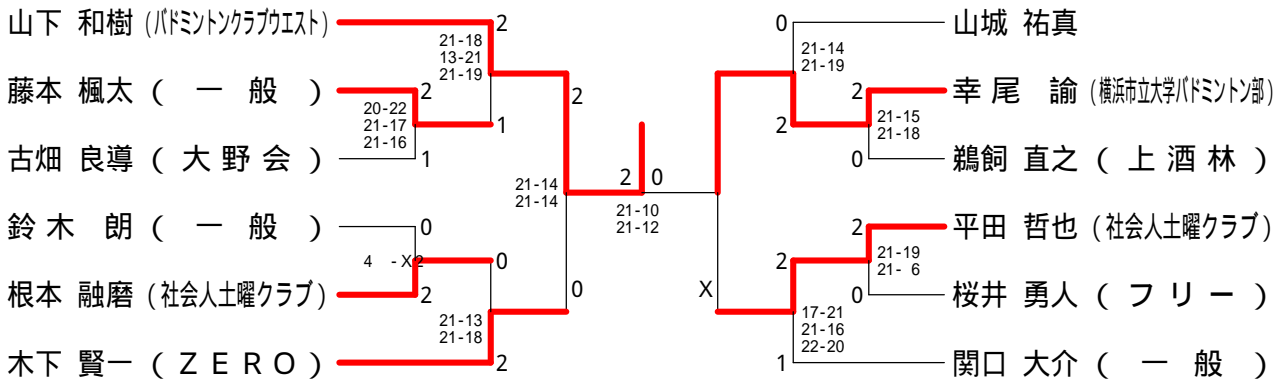 山下 和樹 (バドミントンクラブウエスト)
2
21-18
13-21
21-19
藤本 楓太 ( 一 般 )
2
20-22
21-17
21-16
1
古畑 良導 ( 大 野 会 )
1
2
21-14
21-14
鈴 木 朗 ( 一 般 )
0
4 - X 2
0
根本 融磨 (社会人土曜クラブ)
2
21-13
21-18
0
木下 賢一 ( Z E R O )
2
2 0
21-10
21-12
0
山城 祐真
21-14
21-19
2
幸 尾 諭 (横浜市立大学バドミントン部)
2
21-15
21-18
0
鵜飼 直之 ( 上 酒 林 )
2
平田 哲也 (社会人土曜クラブ)
2
21-19
21- 6
X
0
桜井 勇人 ( フ リ ー )
17-21
21-16
22-20
1
関口 大介 ( 一 般 )